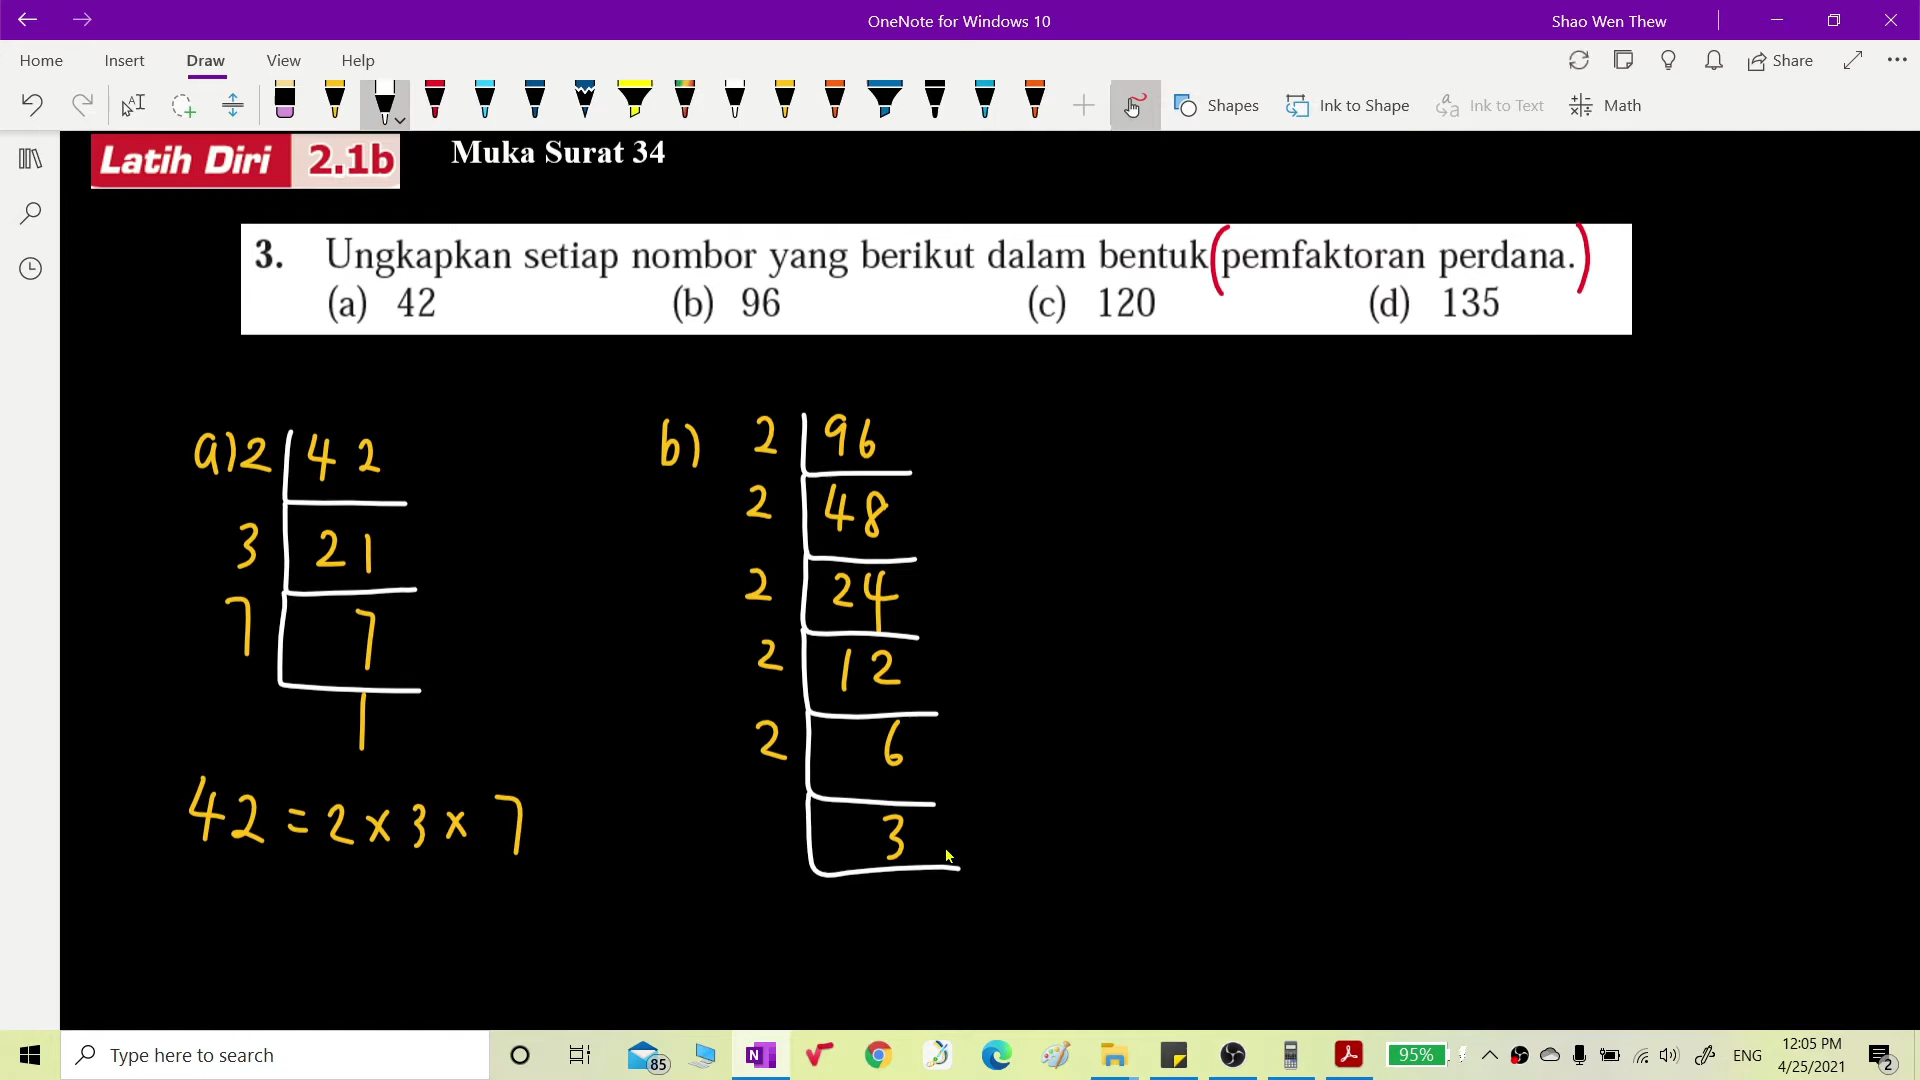 OneNote for Windows 10
Shao Wen Thew
Home Insert Draw View Help
Share
Shapes Ink to Shape Ink to Text Math
Latih Diri 2.1b Muka Surat 34
3. Ungkapkan setiap nombor yang berikut dalam bentuk (pemfaktoran perdana.)
(a) 42 (b) 96 (c) 120 (d) 135
a) 2 42
3 21
7 7
1
42 = 2 × 3 × 7
b) 2 96
2 48
2 24
2 12
2 6
3
Type here to search
85
95%
ENG
12:05 PM
4/25/2021
2